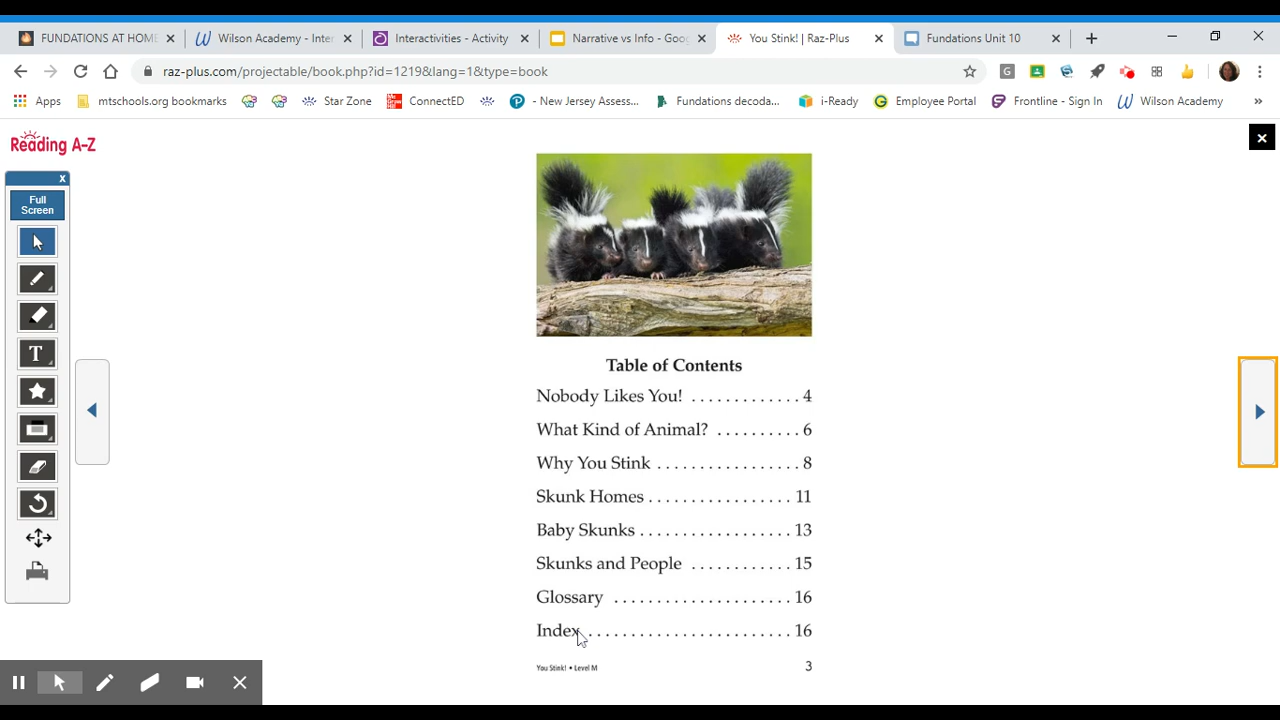 FUNDATIONS AT HOME
Wilson Academy - Inter
Interactivities - Activity
Narrative vs Info - Goog
You Stink! | Raz-Plus
Fundations Unit 10
raz-plus.com/projectable/book.php?id=1219&lang=1&type=book
Apps
mtschools.org bookmarks
Star Zone
ConnectED
- New Jersey Assess...
Fundations decoda...
i-Ready
Employee Portal
Frontline - Sign In
Wilson Academy
»
Reading A-Z
x
Full
Screen
T
Table of Contents
Nobody Likes You! . . . . . . . . . . . . . 4
What Kind of Animal? . . . . . . . . . . 6
Why You Stink . . . . . . . . . . . . . . . . 8
Skunk Homes . . . . . . . . . . . . . . . . . 11
Baby Skunks . . . . . . . . . . . . . . . . . . 13
Skunks and People . . . . . . . . . . . . 15
Glossary . . . . . . . . . . . . . . . . . . . . . 16
Index . . . . . . . . . . . . . . . . . . . . . . . . 16
You Stink! • Level M
3